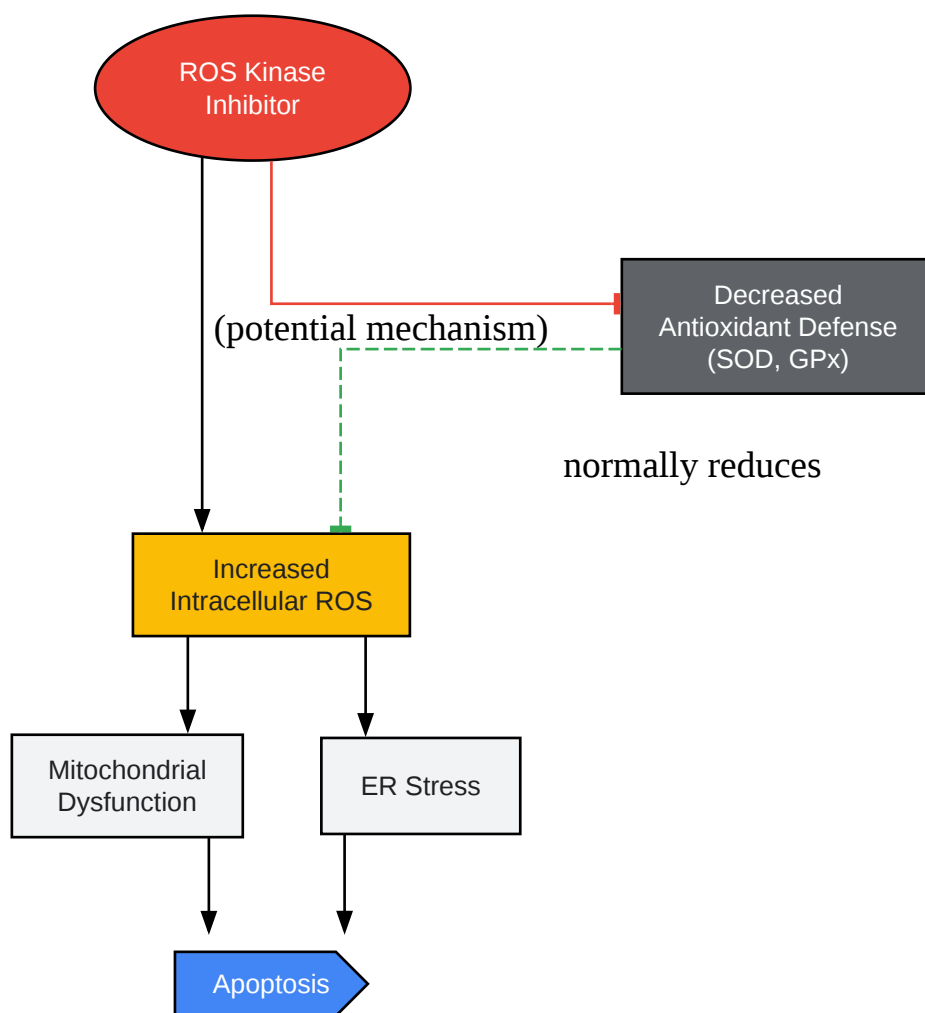 ROS Kinase
Inhibitor
Decreased
Antioxidant Defense
(SOD, GPx)
(potential mechanism)
normally reduces
Increased
Intracellular ROS
Mitochondrial
Dysfunction
ER Stress
Apoptosis